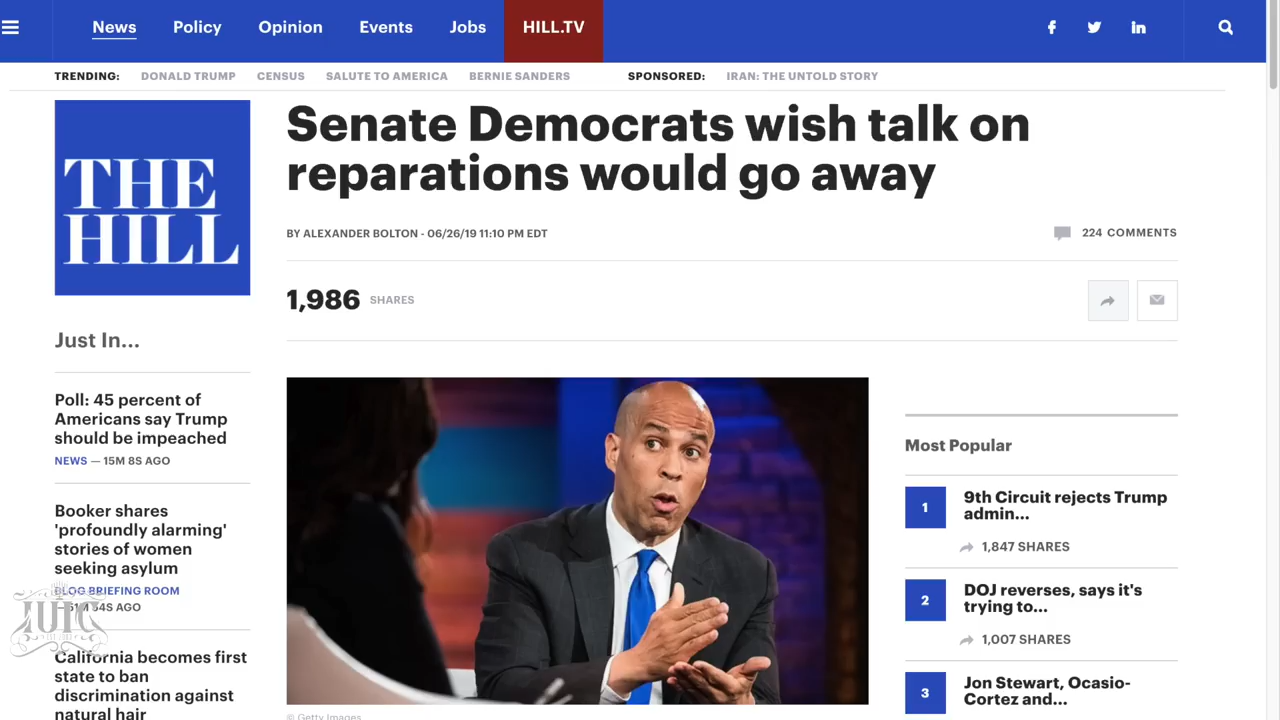 News Policy Opinion Events Jobs HILL.TV
TRENDING: DONALD TRUMP CENSUS SALUTE TO AMERICA BERNIE SANDERS SPONSORED: IRAN: THE UNTOLD STORY
THE
HILL
Senate Democrats wish talk on
reparations would go away
BY ALEXANDER BOLTON - 06/26/19 11:10 PM EDT
224 COMMENTS
1,986 SHARES
Just In...
Poll: 45 percent of
Americans say Trump
should be impeached
NEWS — 15M 8S AGO
Booker shares
'profoundly alarming'
stories of women
seeking asylum
BLOG BRIEFING ROOM
54S AGO
California becomes first
state to ban
discrimination against
natural hair
© Getty Images
Most Popular
1
9th Circuit rejects Trump
admin...
1,847 SHARES
2
DOJ reverses, says it's
trying to...
1,007 SHARES
3
Jon Stewart, Ocasio-
Cortez and...
IUIC